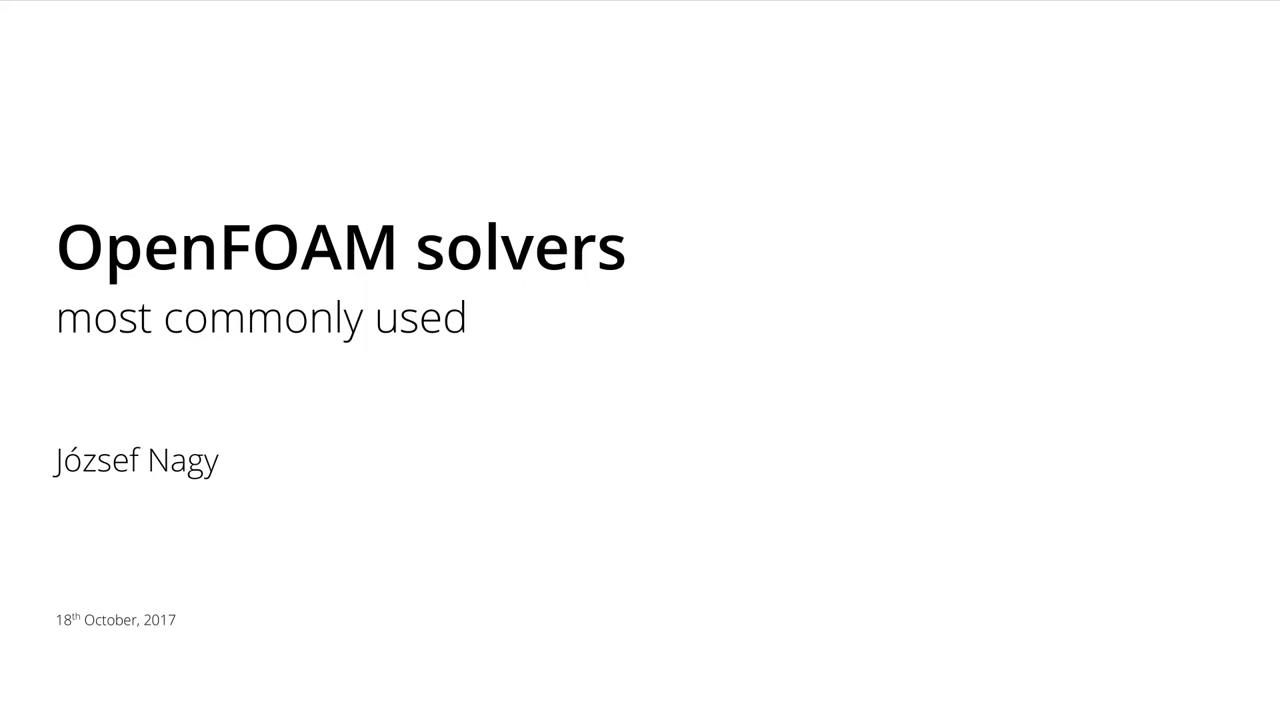 OpenFOAM solvers
most commonly used
József Nagy
18th October, 2017